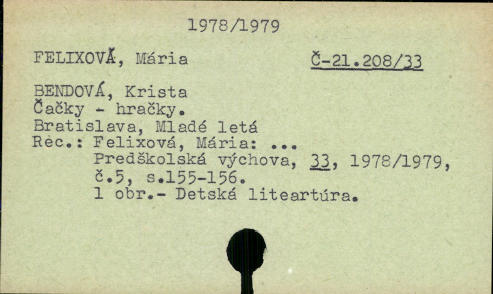 1978/1979
FELIXOVÁ, Mária Č-21.208/33
BENDOVÁ, Krista
Čačky - hračky.
Bratislava, Mladé letá
Rec.: Felixová, Mária: ...
Predškolská výchova, 33, 1978/1979,
č.5, s.155-156.
1 obr.- Detská liteartúra.